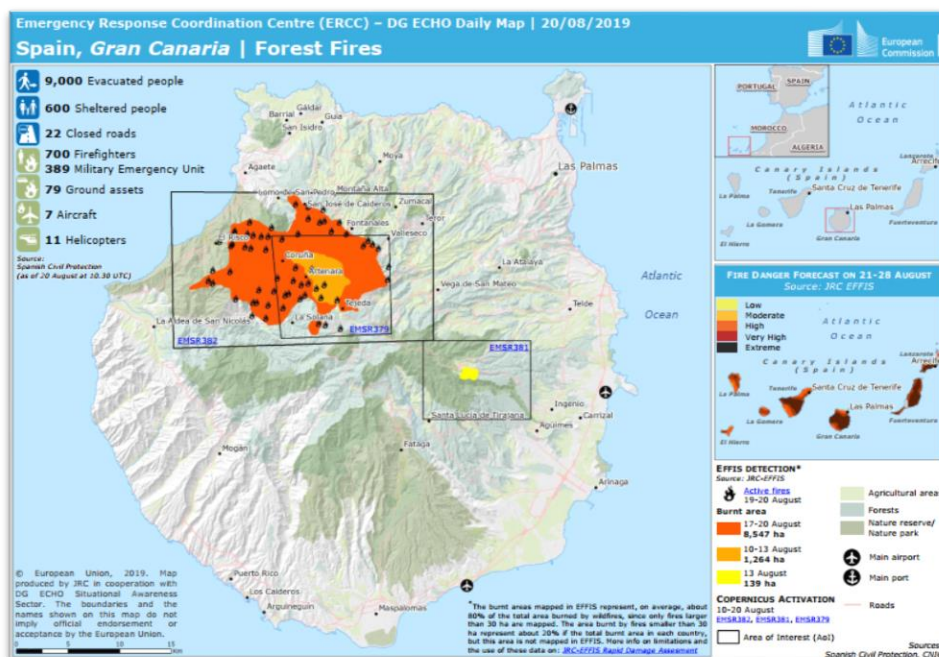 Emergency Response Coordination Centre (ERCC) – DG ECHO Daily Map | 20/08/2019
Spain, Gran Canaria | Forest Fires
European
Commission
9,000 Evacuated people
600 Sheltered people
22 Closed roads
700 Firefighters
389 Military Emergency Unit
79 Ground assets
7 Aircraft
11 Helicopters
Source:
Spanish Civil Protection
(as of 20 August at 10.30 UTC)
Gáldar
Barrial
Guía
San Isidro
Agaete
Moya
Las Palmas
Lomo de San Pedro
Montaña Alta
San José de Caideros
Zumacal
Fontanales
Teror
Valleseco
El Risco
Coruña
Artenara
La Atalaya
Vega de San Mateo
Tejeda
Telde
La Aldea de San Nicolás
La Solana
EMSR379
EMSR382
EMSR381
Atlantic
Ocean
Santa Lucía de Tirajana
Ingenio
Carrizal
Agüimes
Mogán
Fataga
Arinaga
Puerto Rico
Los Caideros
Arguineguín
Maspalomas
© European Union, 2019. Map
produced by JRC in cooperation with
DG ECHO Situational Awareness
Sector. The boundaries and the
names shown on this map do not
imply official endorsement or
acceptance by the European Union.
0 5 10 15
Km
*The burnt areas mapped in EFFIS represent, on average, about
80% of the total area burned by wildfires, since only fires larger
than 30 ha are mapped. The area burnt by fires smaller than 30
ha represent about 20% if the total burnt area in each country,
but this area is not mapped in EFFIS. More info on limitations and
the use of these data on: JRC-EFFIS Rapid Damage Assesment
SPAIN
PORTUGAL
Atlantic
Ocean
MOROCCO
ALGERIA
Canary Islands
(Spain)
Lanzarote
Arrecife
La Palma
Tenerife
Santa Cruz de Tenerife
Las Palmas
La Gomera
Fuerteventura
El Hierro
Gran Canaria
FIRE DANGER FORECAST ON 21-28 AUGUST
Source: JRC EFFIS
Low
Moderate
High
Very High
Extreme
Atlantic
Ocean
Canary Islands
(Spain)
Lanzarote
Arrecife
La Palma
Tenerife
Santa Cruz de Tenerife
Las Palmas
La Gomera
Fuerteventura
El Hierro
Gran Canaria
EFFIS DETECTION*
Source: JRC-EFFIS
Active fires
19-20 August
Burnt area
17-20 August
8,547 ha
10-13 August
1,264 ha
13 August
139 ha
COPERNICUS ACTIVATION
10-20 August
EMSR382, EMSR381, EMSR379
Area of Interest (AoI)
Agricultural area
Forests
Nature reserve/
Nature park
Main airport
Main port
Roads
Sources
Spanish Civil Protection, CNIG